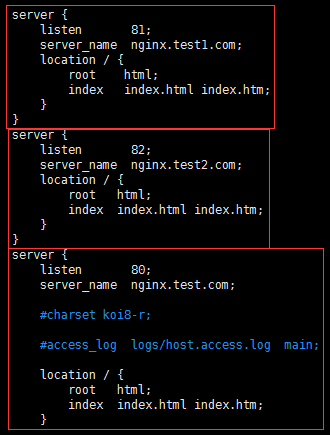 server {
    listen       81;
    server_name  nginx.test1.com;
    location / {
        root    html;
        index   index.html index.htm;
    }
}
server {
    listen       82;
    server_name  nginx.test2.com;
    location / {
        root   html;
        index  index.html index.htm;
    }
}
server {
    listen       80;
    server_name  nginx.test.com;
    #charset koi8-r;
    #access_log  logs/host.access.log  main;
    location / {
        root   html;
        index  index.html index.htm;
    }